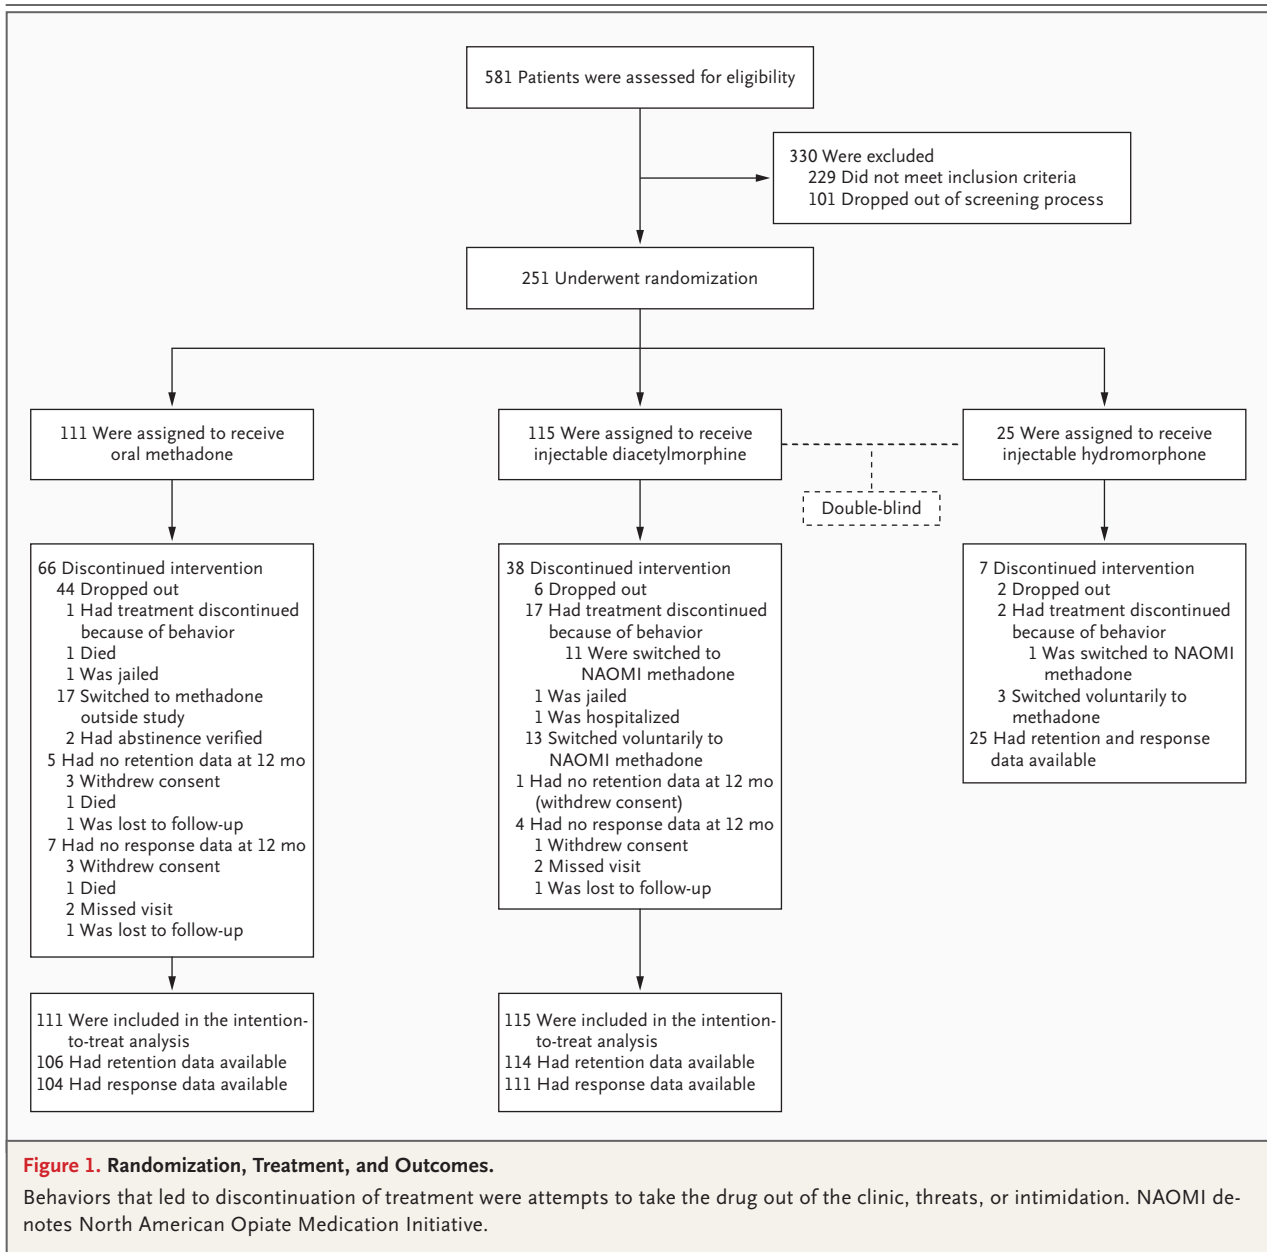 581 Patients were assessed for eligibility
330 Were excluded
229 Did not meet inclusion criteria
101 Dropped out of screening process
251 Underwent randomization
111 Were assigned to receive
oral methadone
115 Were assigned to receive
injectable diacetylmorphine
25 Were assigned to receive
injectable hydromorphone
Double-blind
66 Discontinued intervention
44 Dropped out
1 Had treatment discontinued
because of behavior
1 Died
1 Was jailed
17 Switched to methadone
outside study
2 Had abstinence verified
5 Had no retention data at 12 mo
3 Withdrew consent
1 Died
1 Was lost to follow-up
7 Had no response data at 12 mo
3 Withdrew consent
1 Died
2 Missed visit
1 Was lost to follow-up
38 Discontinued intervention
6 Dropped out
17 Had treatment discontinued
because of behavior
11 Were switched to
NAOMI methadone
1 Was jailed
1 Was hospitalized
13 Switched voluntarily to
NAOMI methadone
1 Had no retention data at 12 mo
(withdrew consent)
4 Had no response data at 12 mo
1 Withdrew consent
2 Missed visit
1 Was lost to follow-up
7 Discontinued intervention
2 Dropped out
2 Had treatment discontinued
because of behavior
1 Was switched to NAOMI
methadone
3 Switched voluntarily to
methadone
25 Had retention and response
data available
111 Were included in the intention-
to-treat analysis
106 Had retention data available
104 Had response data available
115 Were included in the intention-
to-treat analysis
114 Had retention data available
111 Had response data available
Figure 1. Randomization, Treatment, and Outcomes.
Behaviors that led to discontinuation of treatment were attempts to take the drug out of the clinic, threats, or intimidation. NAOMI de-
notes North American Opiate Medication Initiative.